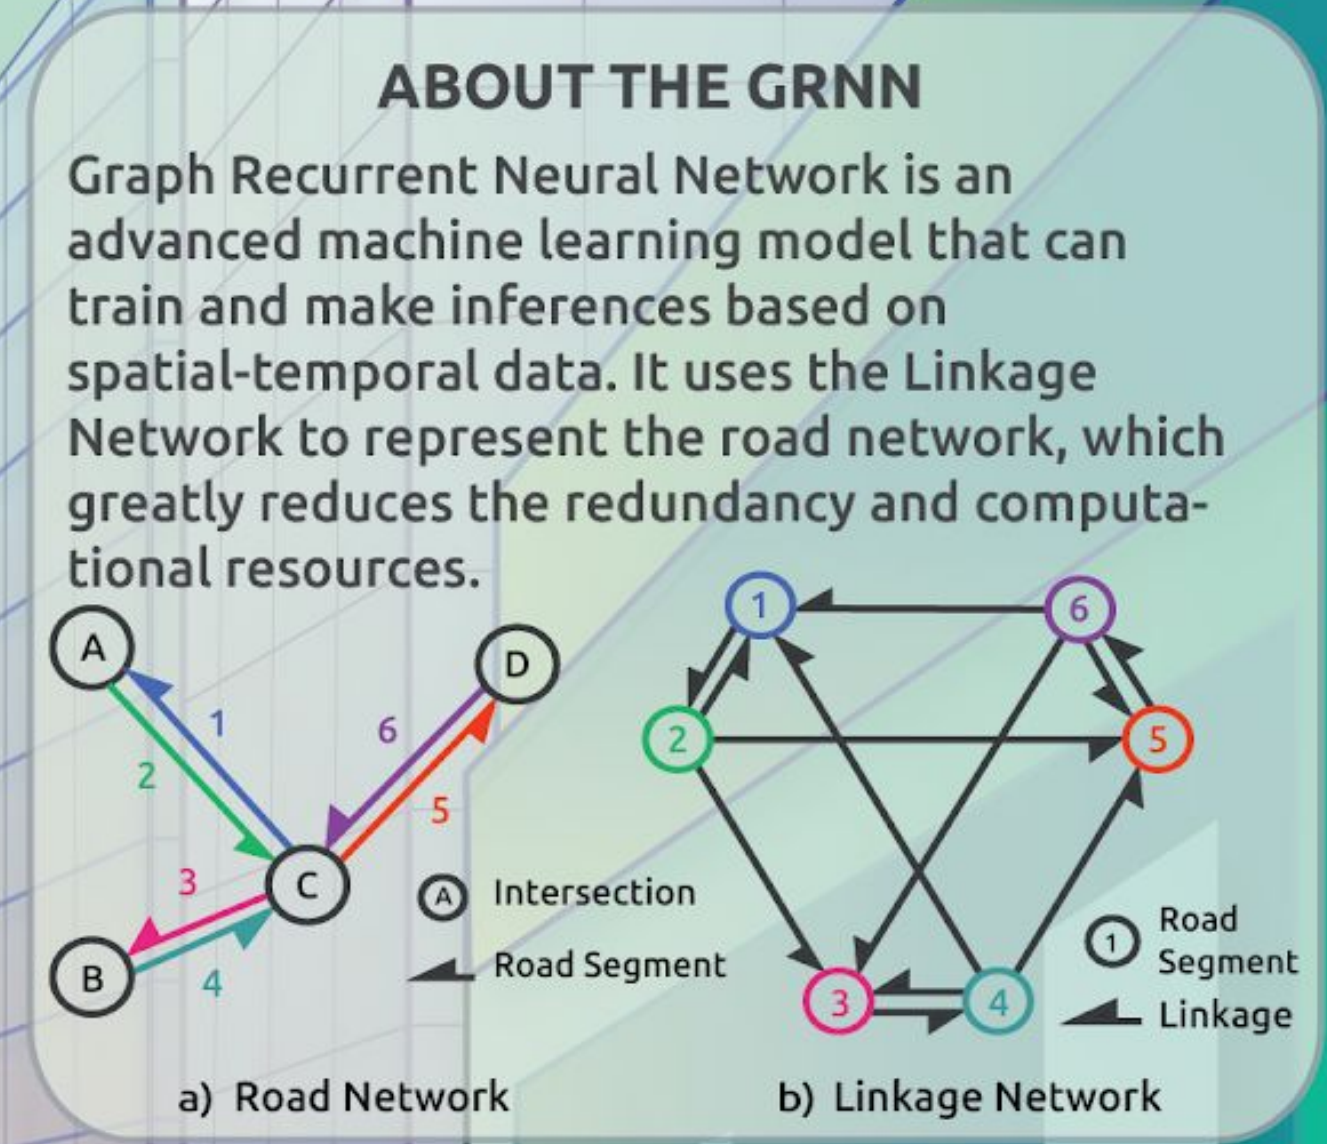 ABOUT THE GRNN
Graph Recurrent Neural Network is an
advanced machine learning model that can
train and make inferences based on
spatial-temporal data. It uses the Linkage
Network to represent the road network, which
greatly reduces the redundancy and computa-
tional resources.
A
D
1
2
6
5
3
C
B
4
A Intersection
Road Segment
a) Road Network
1
6
2
5
3
4
1 Road
Segment
Linkage
b) Linkage Network